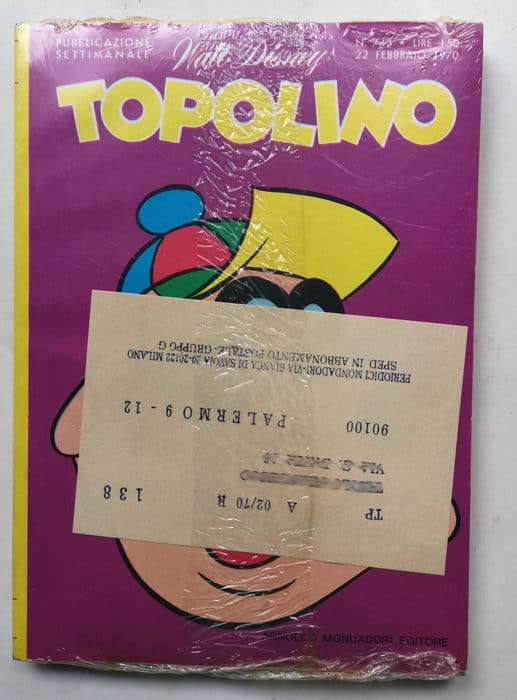 PUBBLICAZIONE
SETTIMANALE
Walt Disney
LIRE 150
22 FEBBRAIO 1970
TOPOLINO
PERIODICI MONDADORI-VIA BIANCA DI SAVOIA 20-20122 MILANO
SPED. IN ABBONAMENTO POSTALE-GRUPPO G
90100 PALERMO 9 - 12
TP A 02/70 R 138
ARNOLDO MONDADORI EDITORE